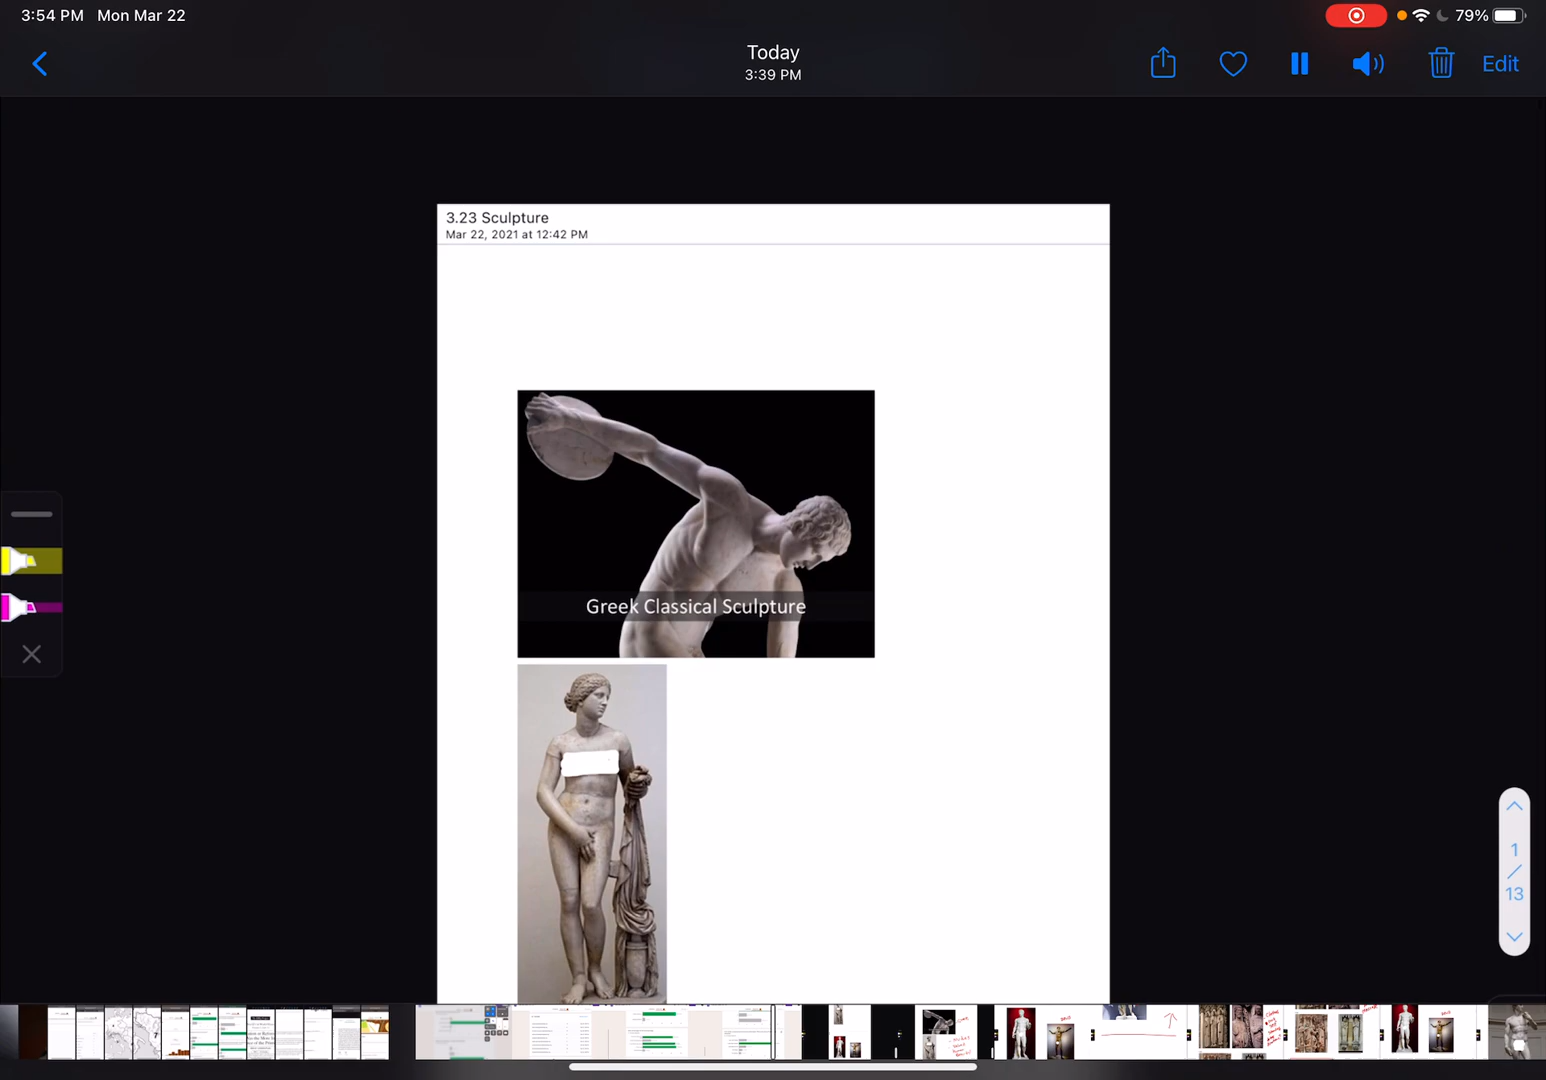 3:54 PM Mon Mar 22
79%
Today
3:39 PM
Edit
3.23 Sculpture
Mar 22, 2021 at 12:42 PM
Greek Classical Sculpture
1
/
13